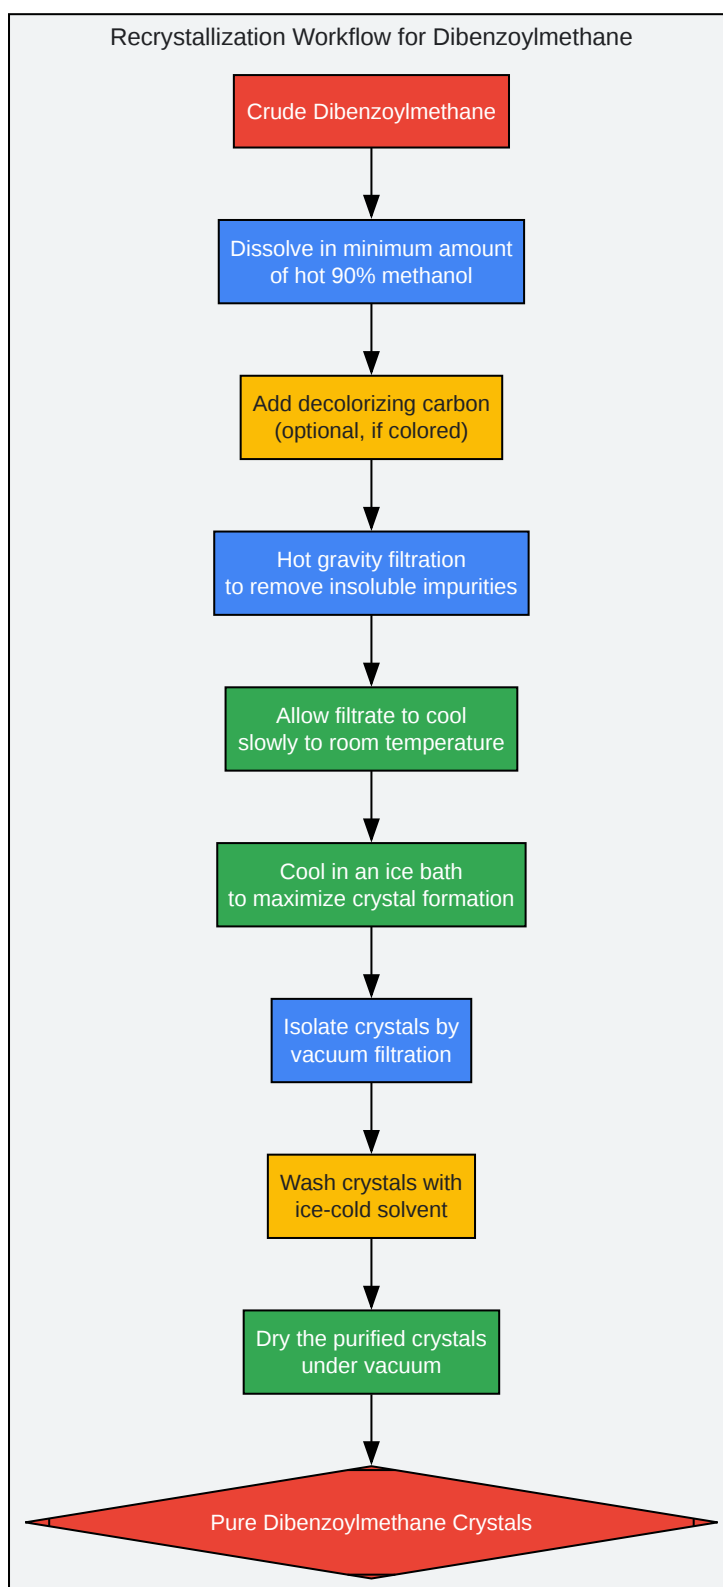 Recrystallization Workflow for Dibenzoylmethane
Crude Dibenzoylmethane
Dissolve in minimum amount
of hot 90% methanol
Add decolorizing carbon
(optional, if colored)
Hot gravity filtration
to remove insoluble impurities
Allow filtrate to cool
slowly to room temperature
Cool in an ice bath
to maximize crystal formation
Isolate crystals by
vacuum filtration
Wash crystals with
ice-cold solvent
Dry the purified crystals
under vacuum
Pure Dibenzoylmethane Crystals